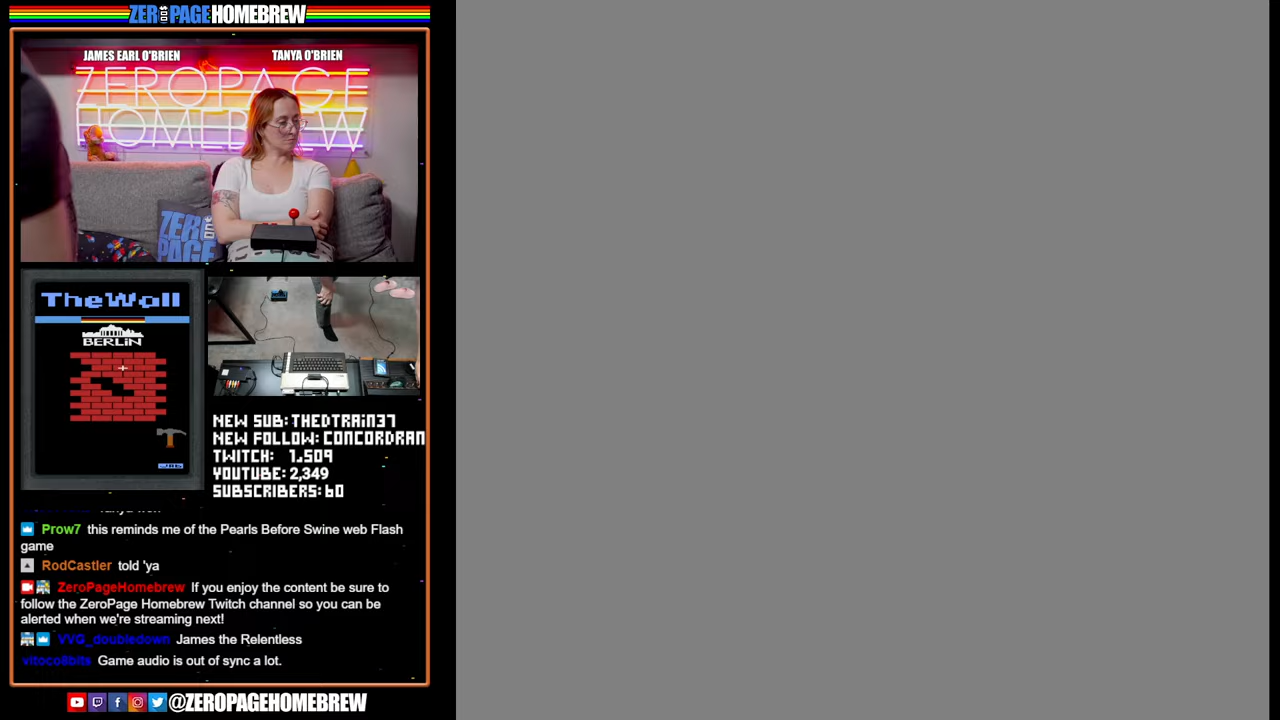 ZEROPAGE HOMEBREW
JAMES EARL O'BRIEN
TANYA O'BRIEN
ZEROPAGE
HOMEBREW
ZERO
PAGE
TheWall
BERLiN
NEW SUB: THEDTRAiN37
NEW FOLLOW: CONCORDRAN
TWITCH: 1,509
YOUTUBE: 2,349
SUBSCRIBERS: 60
Prow7 this reminds me of the Pearls Before Swine web Flash
game
RodCastler told 'ya
ZeroPageHomebrew If you enjoy the content be sure to
follow the ZeroPage Homebrew Twitch channel so you can be
alerted when we're streaming next!
VVG_doubledown James the Relentless
vitoco8bits Game audio is out of sync a lot.
@ZEROPAGEHOMEBREW